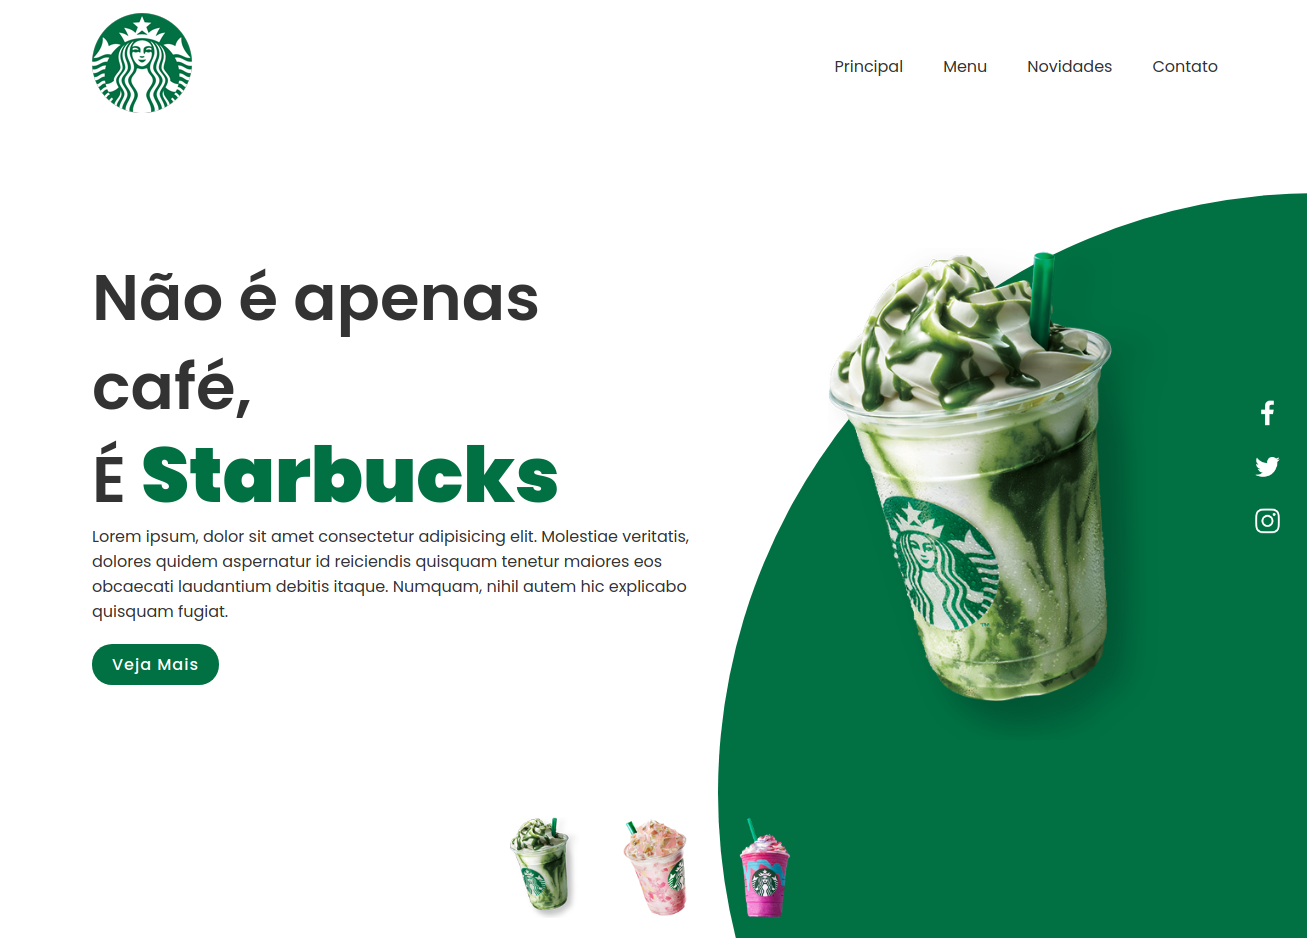 Principal Menu Novidades Contato
Não é apenas
café,
É Starbucks
Lorem ipsum, dolor sit amet consectetur adipisicing elit. Molestiae veritatis,
dolores quidem aspernatur id reiciendis quisquam tenetur maiores eos
obcaecati laudantium debitis itaque. Numquam, nihil autem hic explicabo
quisquam fugiat.
Veja Mais